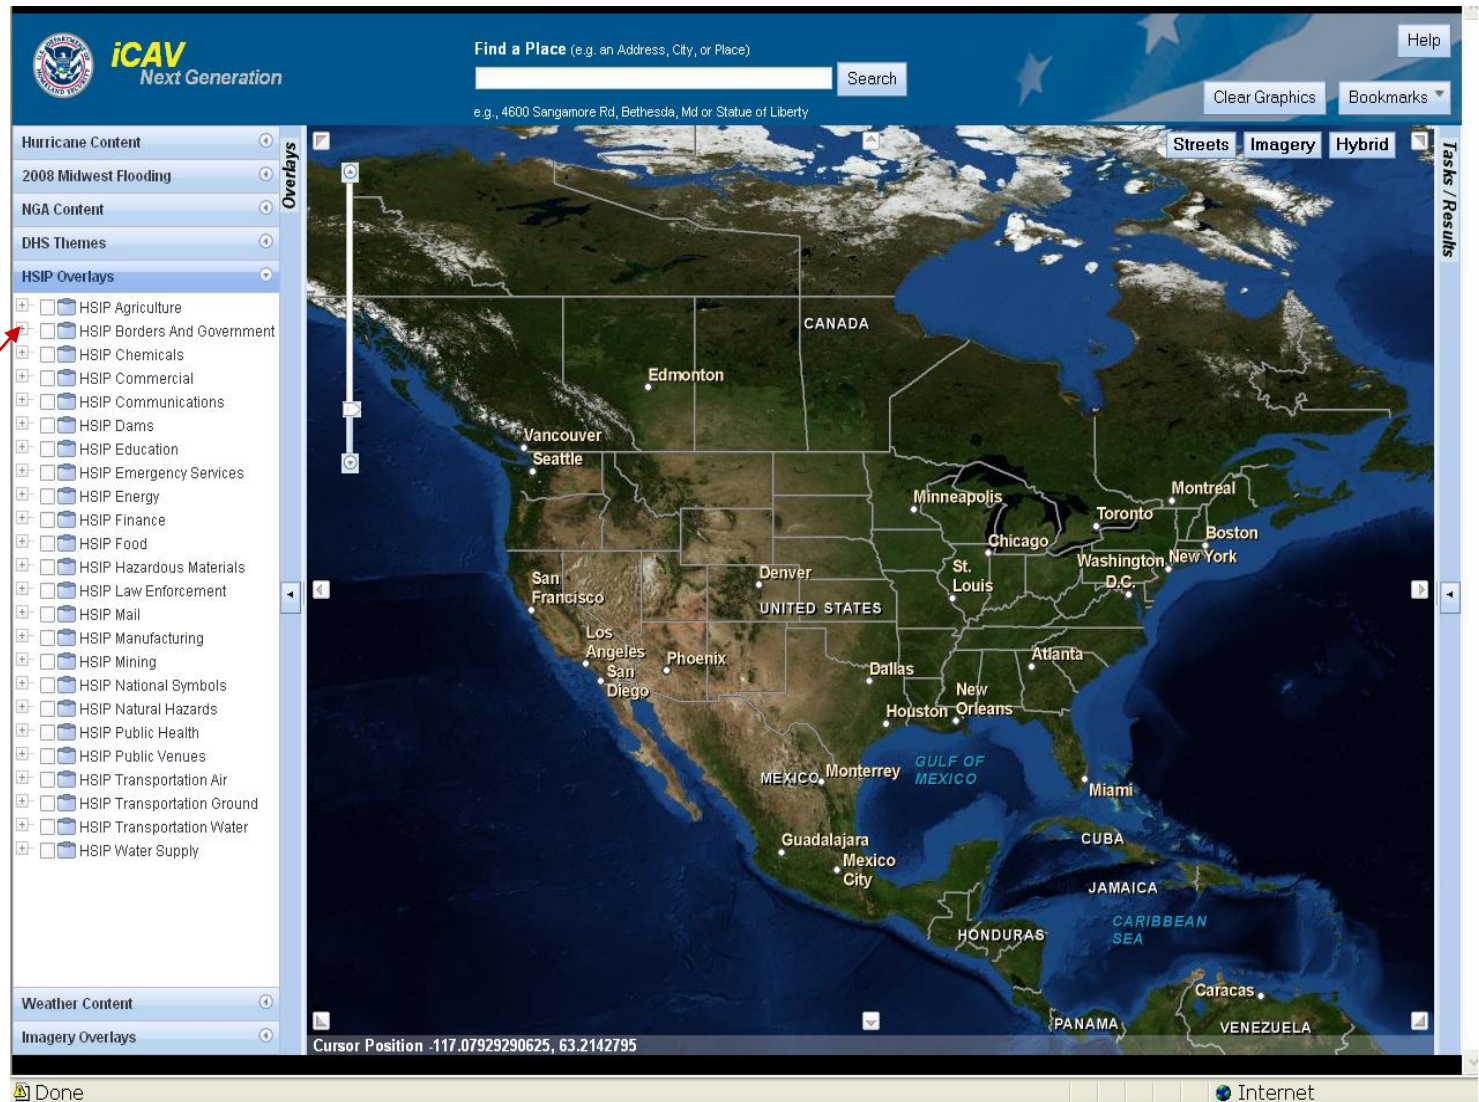 iCAV
Next Generation
U.S. DEPARTMENT OF HOMELAND SECURITY
Find a Place (e.g. an Address, City, or Place)
Search
e.g., 4600 Sangamore Rd, Bethesda, Md or Statue of Liberty
Help
Clear Graphics
Bookmarks
Hurricane Content
2008 Midwest Flooding
NGA Content
DHS Themes
HSIP Overlays
HSIP Agriculture
HSIP Borders And Government
HSIP Chemicals
HSIP Commercial
HSIP Communications
HSIP Dams
HSIP Education
HSIP Emergency Services
HSIP Energy
HSIP Finance
HSIP Food
HSIP Hazardous Materials
HSIP Law Enforcement
HSIP Mail
HSIP Manufacturing
HSIP Mining
HSIP National Symbols
HSIP Natural Hazards
HSIP Public Health
HSIP Public Venues
HSIP Transportation Air
HSIP Transportation Ground
HSIP Transportation Water
HSIP Water Supply
Weather Content
Imagery Overlays
Overlays
Streets
Imagery
Hybrid
Tasks / Results
CANADA
Edmonton
Vancouver
Seattle
Minneapolis
Montreal
Toronto
Boston
Chicago
Washington
D.C.
New York
St.
Louis
Denver
San
Francisco
UNITED STATES
Los
Angeles
San
Diego
Phoenix
Atlanta
Dallas
New
Orleans
Houston
GULF OF
MEXICO
MEXICO
Monterrey
Miami
Guadalajara
Mexico
City
CUBA
JAMAICA
CARIBBEAN
SEA
HONDURAS
Caracas
PANAMA
VENEZUELA
Cursor Position -117.07929290625, 63.2142795
Done
Internet